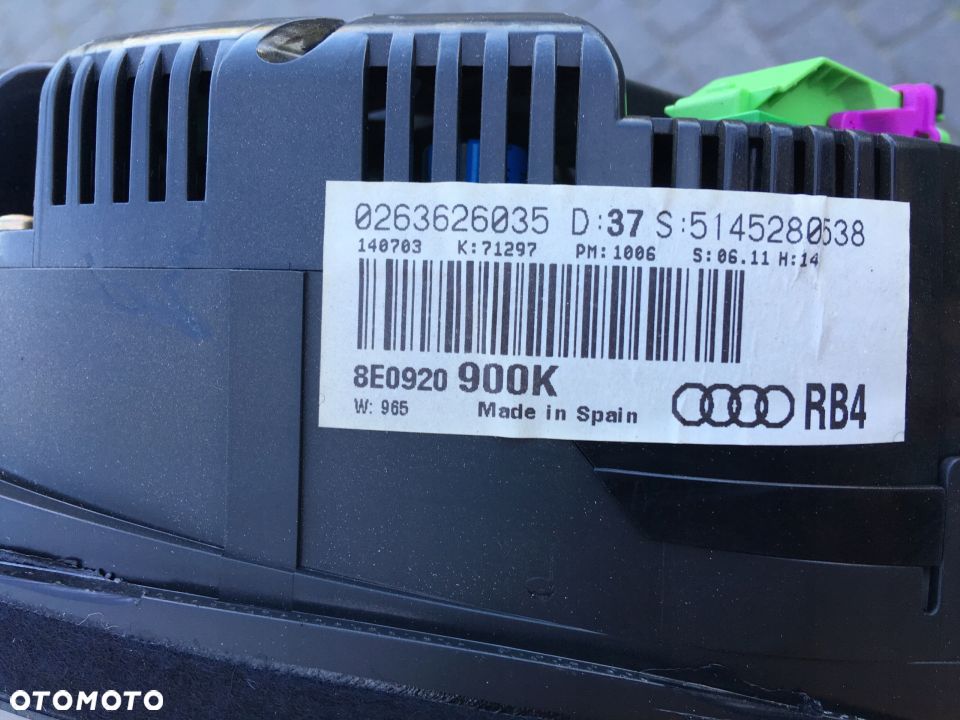 0263626035 D:37 S:5145280538
140703 K:71297 PM:1006 S:06.11 H:14
8E0920 900K
W: 965 Made in Spain RB4
OTOMOTO